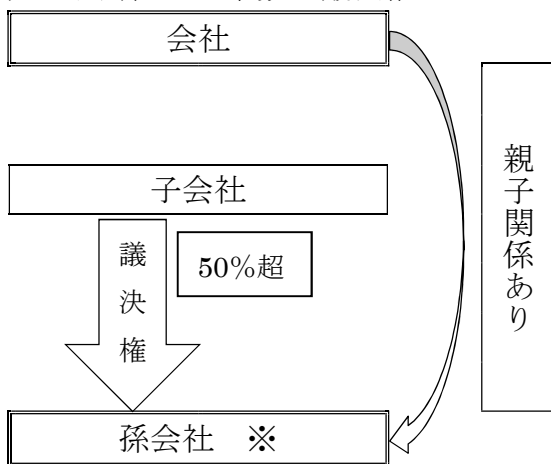 会社
子会社
議決権
50%超
親子関係あり
孫会社 ※